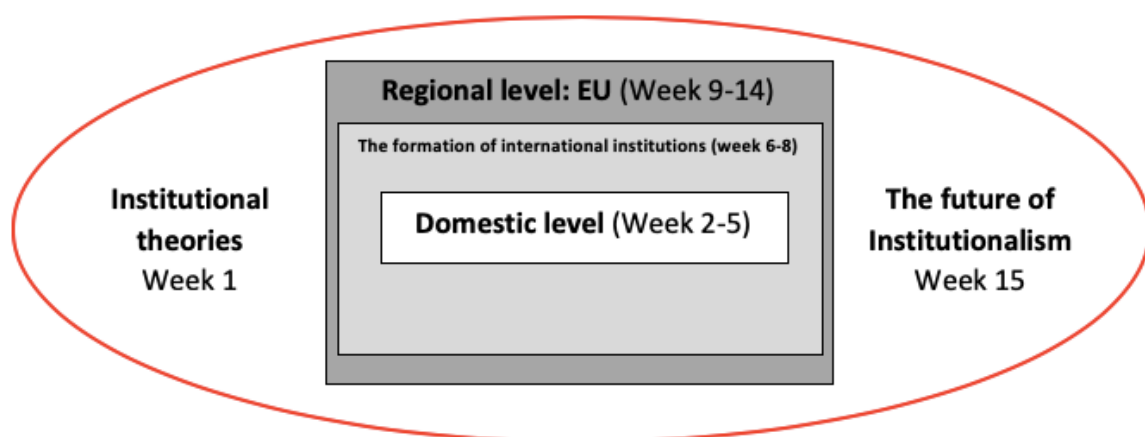 Regional level: EU (Week 9-14)
The formation of international institutions (week 6-8)
Domestic level (Week 2-5)
Institutional
theories
Week 1
The future of
Institutionalism
Week 15